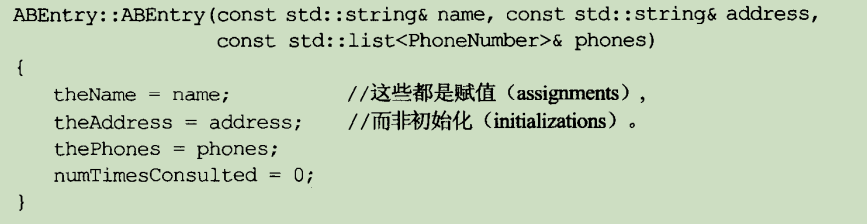 ABEntry::ABEntry(const std::string& name, const std::string& address,
const std::list<PhoneNumber>& phones)
{
theName = name; //这些都是赋值（assignments）,
theAddress = address; //而非初始化（initializations）。
thePhones = phones;
numTimesConsulted = 0;
}